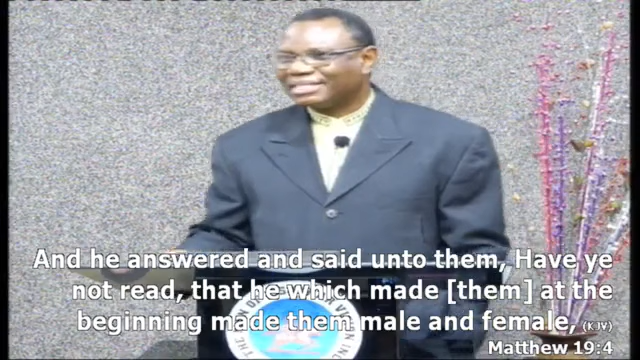 And he answered and said unto them, Have ye
not read, that he which made [them] at the
beginning made them male and female, (KJV)
Matthew 19:4